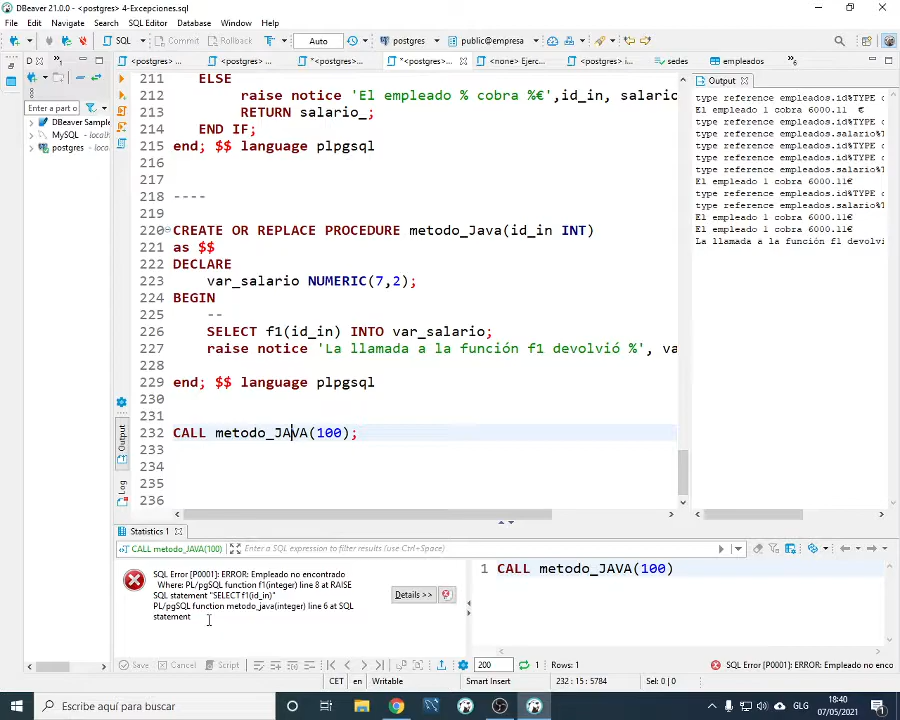 DBeaver 21.0.0 - <postgres> 4-Excepciones.sql
File Edit Navigate Search SQL Editor Database Window Help
SQL Commit Rollback T Auto postgres public@empresa
D <postgres> ... <postgres> ... *<postgres... *<postgres... <none> Ejerc... <postgres> i... sedes empleados
Enter a part o
DBeaver Sample
MySQL - localh
postgres - loca
Output
Log
211 ELSE
212 raise notice 'El empleado % cobra %€',id_in, salario
213 RETURN salario_;
214 END IF;
215 end; $$ language plpgsql
216
217
218 ----
219
220 CREATE OR REPLACE PROCEDURE metodo_Java(id_in INT)
221 as $$
222 DECLARE
223 var_salario NUMERIC(7,2);
224 BEGIN
225 --
226 SELECT f1(id_in) INTO var_salario;
227 raise notice 'La llamada a la función f1 devolvió %', va
228
229 end; $$ language plpgsql
230
231
232 CALL metodo_JAVA(100);
233
234
235
236
Output
type reference empleados.id%TYPE c
El empleado 1 cobra 6000.11 €
type reference empleados.id%TYPE c
type reference empleados.salario%T
type reference empleados.id%TYPE c
type reference empleados.id%TYPE c
type reference empleados.salario%T
El empleado 1 cobra 6000.11€
type reference empleados.id%TYPE c
type reference empleados.salario%T
El empleado 1 cobra 6000.11€
El empleado 1 cobra 6000.11€
La llamada a la función f1 devolvi
Statistics 1
CALL metodo_JAVA(100) Enter a SQL expression to filter results (use Ctrl+Space)
SQL Error [P0001]: ERROR: Empleado no encontrado
Where: PL/pgSQL function f1(integer) line 8 at RAISE
SQL statement "SELECT f1(id_in)"
PL/pgSQL function metodo_java(integer) line 6 at SQL
statement
Details >>
1 CALL metodo_JAVA(100)
Save Cancel Script 200 1 Rows: 1 SQL Error [P0001]: ERROR: Empleado no enco
CET en Writable Smart Insert 232 : 15 : 5784 Sel: 0 | 0
Escribe aquí para buscar
GLG
18:40
07/05/2021
1